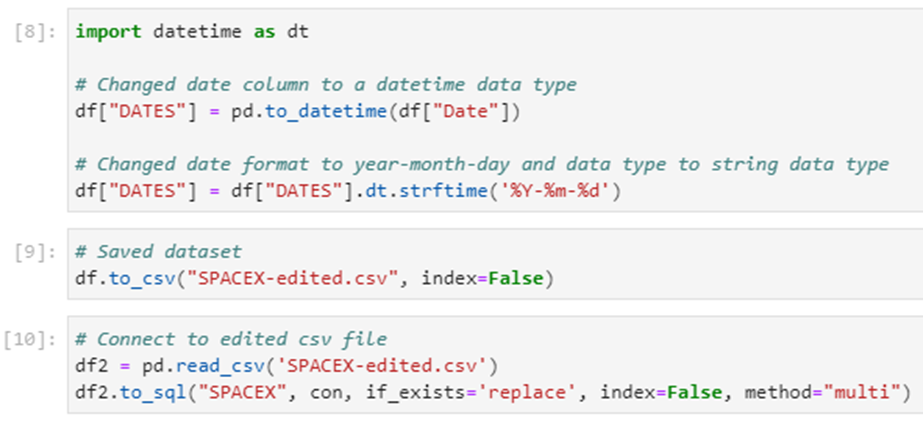 [8]: import datetime as dt
# Changed date column to a datetime data type
df["DATES"] = pd.to_datetime(df["Date"])
# Changed date format to year-month-day and data type to string data type
df["DATES"] = df["DATES"].dt.strftime('%Y-%m-%d')
[9]: # Saved dataset
df.to_csv("SPACEX-edited.csv", index=False)
[10]: # Connect to edited csv file
df2 = pd.read_csv('SPACEX-edited.csv')
df2.to_sql("SPACEX", con, if_exists='replace', index=False, method="multi")